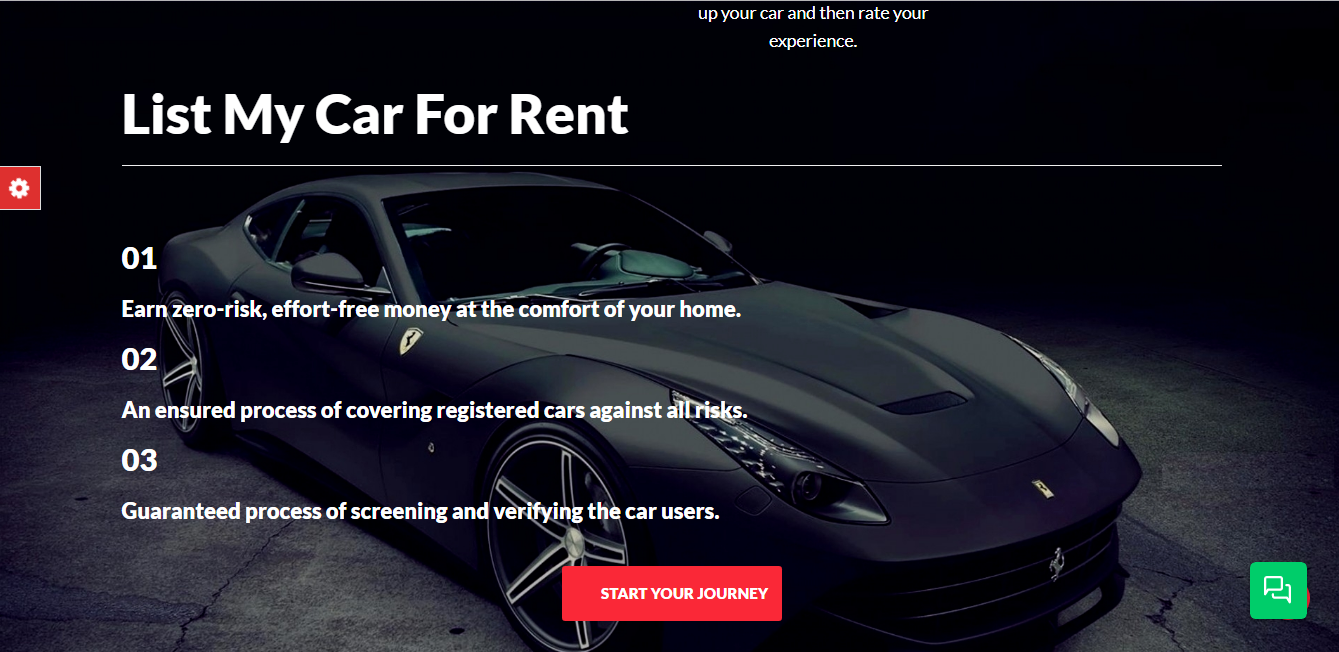 up your car and then rate your
experience.
List My Car For Rent
01
Earn zero-risk, effort-free money at the comfort of your home.
02
An ensured process of covering registered cars against all risks.
03
Guaranteed process of screening and verifying the car users.
START YOUR JOURNEY